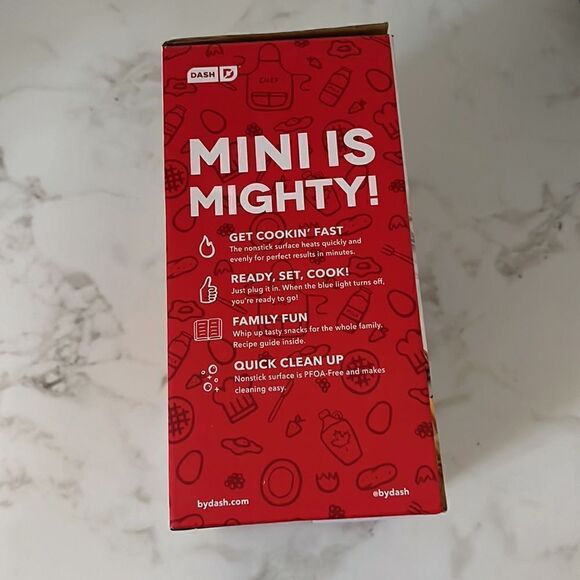 DASH
CHEF
MINI IS
MIGHTY!
GET COOKIN' FAST
The nonstick surface heats quickly and
evenly for perfect results in minutes.
READY, SET, COOK!
Just plug it in. When the blue light turns off,
you're ready to go!
FAMILY FUN
Whip up tasty snacks for the whole family.
Recipe guide inside.
QUICK CLEAN UP
Nonstick surface is PFOA-Free and makes
cleaning easy.
bydash.com
@bydash